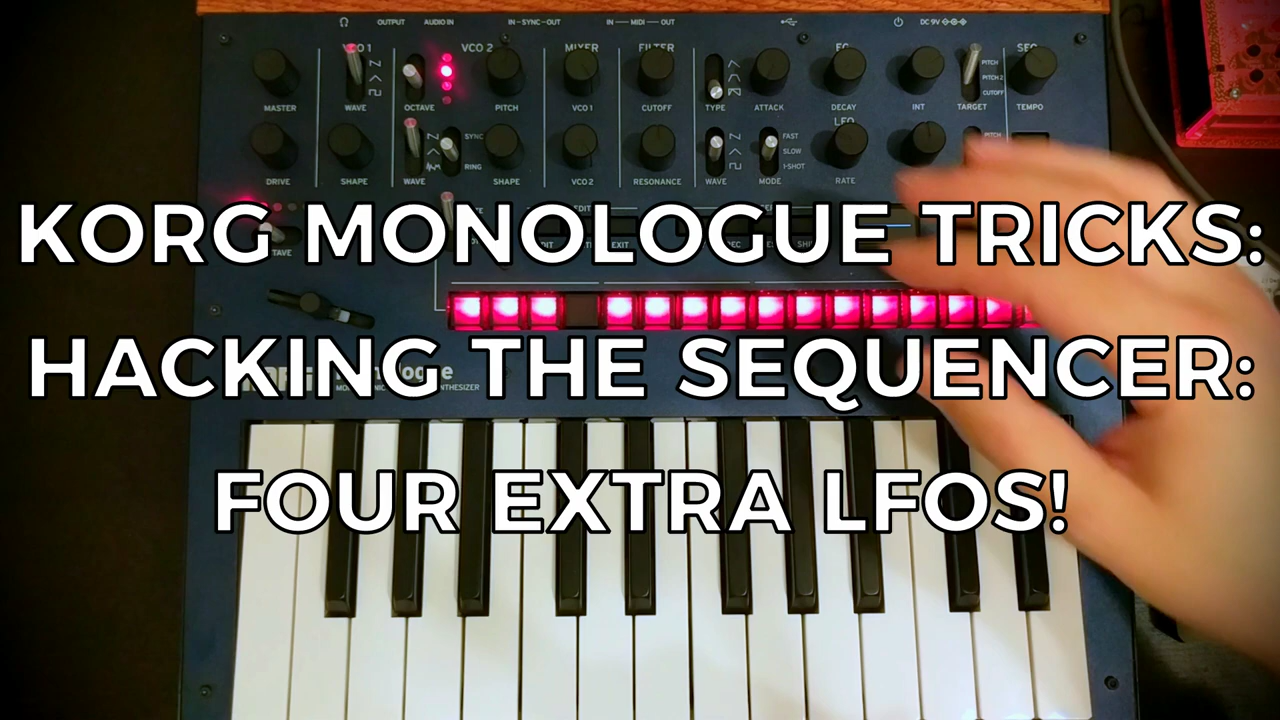 OUTPUT AUDIO IN IN-SYNC-OUT IN — MIDI — OUT DC 9V
VCO 1 VCO 2 MIXER FILTER EG SEQ
PITCH
PITCH 2
CUTOFF
MASTER WAVE OCTAVE PITCH VCO 1 CUTOFF TYPE ATTACK DECAY INT TARGET TEMPO
LFO
SYNC FAST PITCH
SLOW
RING 1-SHOT
DRIVE SHAPE WAVE SHAPE VCO 2 RESONANCE WAVE MODE RATE
KORG MONOLOGUE TRICKS:
EXIT
HACKING THE SEQUENCER:
FOUR EXTRA LFOS!